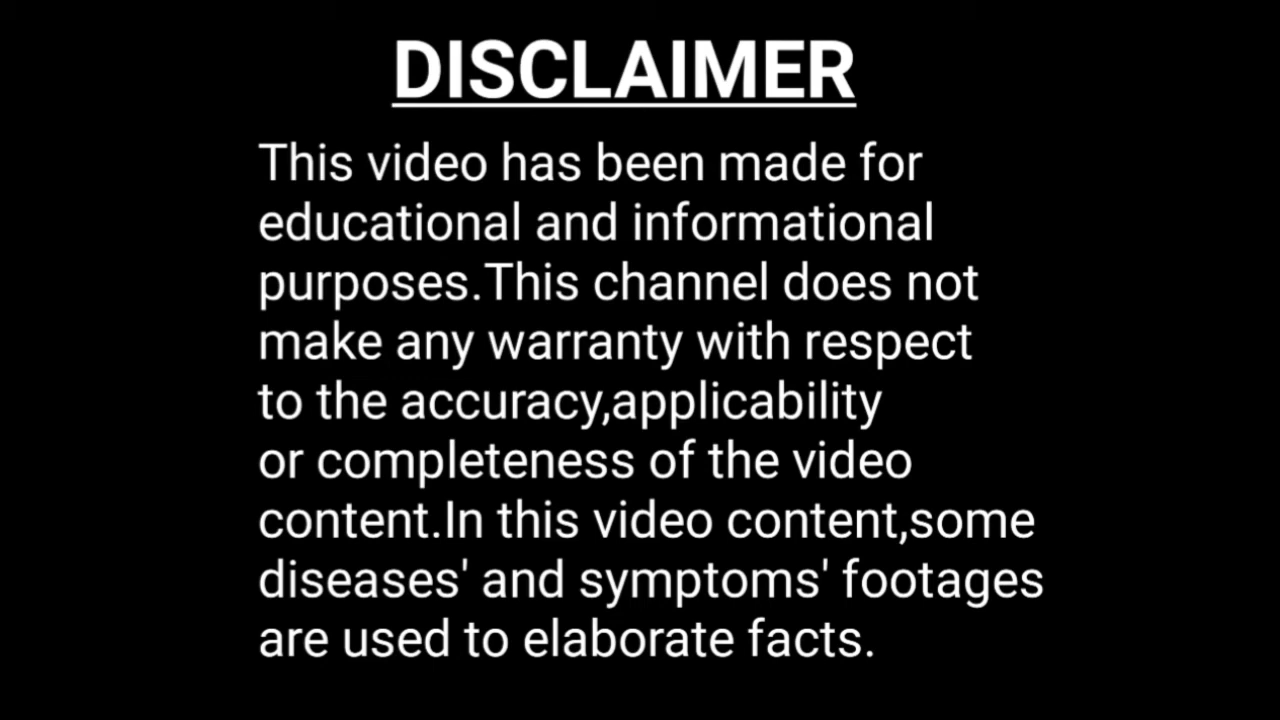 DISCLAIMER
This video has been made for
educational and informational
purposes.This channel does not
make any warranty with respect
to the accuracy,applicability
or completeness of the video
content.In this video content,some
diseases' and symptoms' footages
are used to elaborate facts.